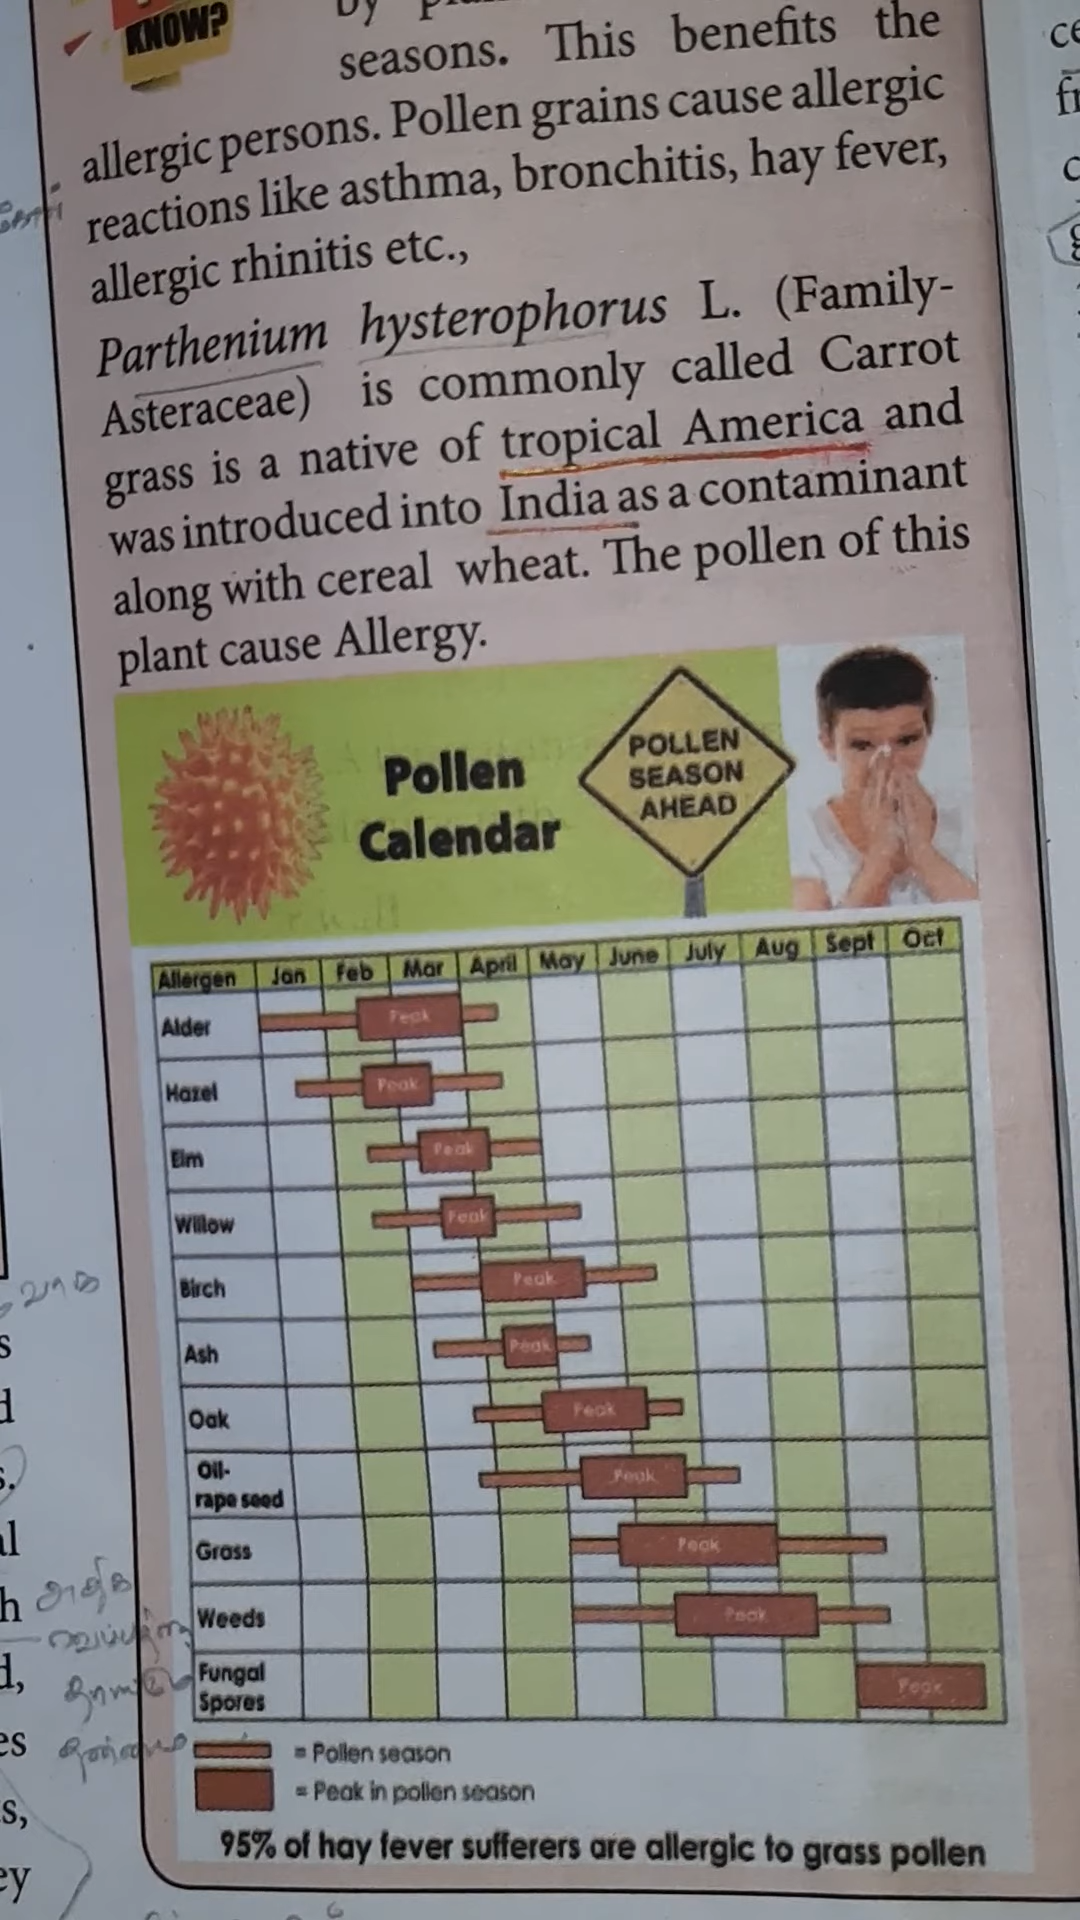 KNOW?
by
seasons. This benefits the
allergic persons. Pollen grains cause allergic
reactions like asthma, bronchitis, hay fever,
allergic rhinitis etc.,
Parthenium hysterophorus L. (Family-
Asteraceae) is commonly called Carrot
grass is a native of tropical America and
was introduced into India as a contaminant
along with cereal wheat. The pollen of this
plant cause Allergy.
Pollen
Calendar
POLLEN
SEASON
AHEAD
Allergen Jan Feb Mar April May June July Aug Sept Oct
Alder Peak
Hazel Peak
Elm Peak
Willow Peak
Birch Peak
Ash Peak
Oak Peak
Oil-
rape seed Peak
Grass Peak
Weeds Peak
Fungal
Spores Peak
= Pollen season
= Peak in pollen season
95% of hay fever sufferers are allergic to grass pollen